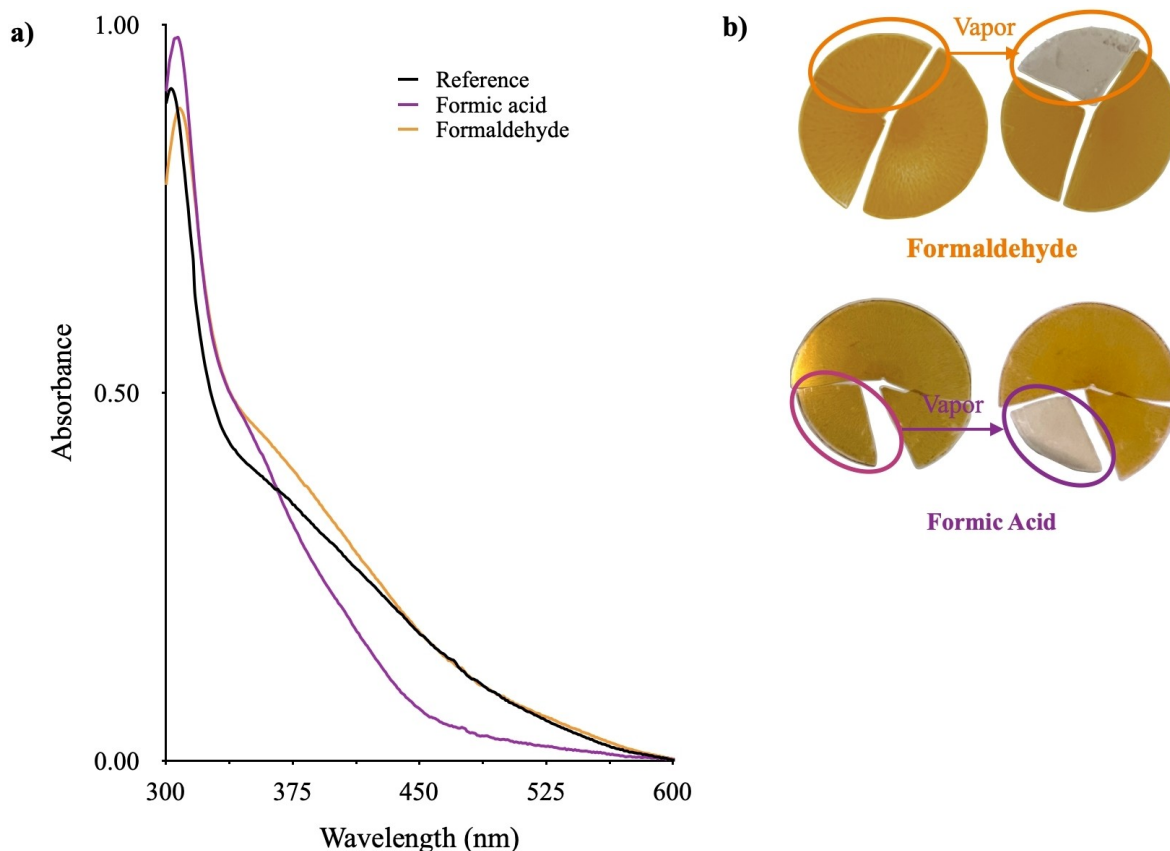 a)
1.00
Reference
Formic acid
Formaldehyde
0.50
Absorbance
0.00
300
375
450
525
600
Wavelength (nm)
b)
Vapor
Formaldehyde
Vapor
Formic Acid